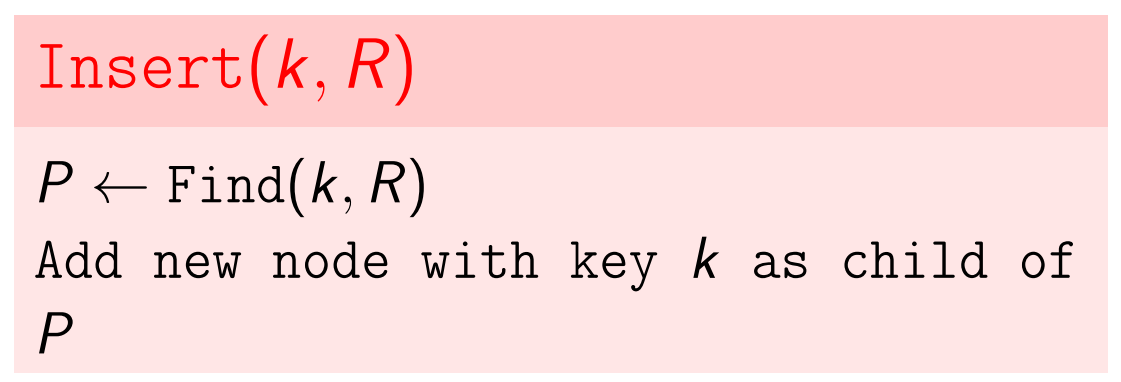 Insert(k, R)
P ← Find(k, R)
Add new node with key k as child of
P